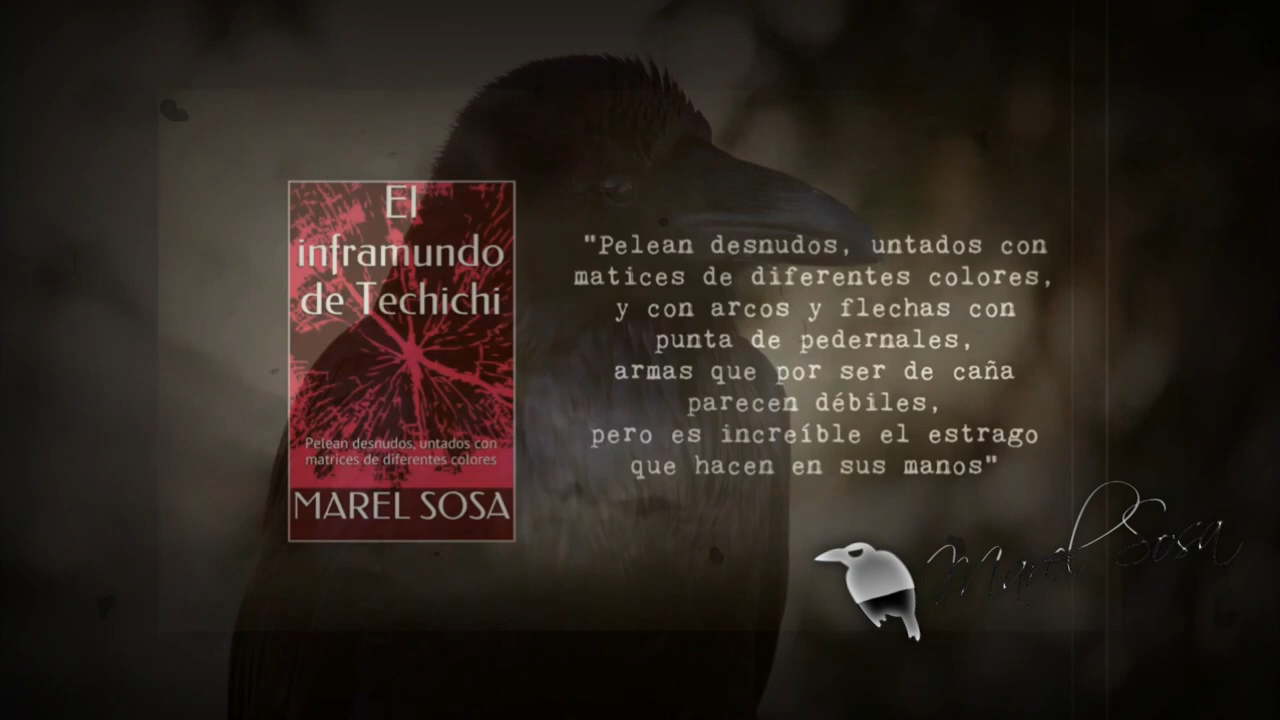 El
inframundo
de Techichi
Pelean desnudos, untados con
matrices de diferentes colores
MAREL SOSA
"Pelean desnudos, untados con
matices de diferentes colores,
y con arcos y flechas con
punta de pedernales,
armas que por ser de caña
parecen débiles,
pero es increíble el estrago
que hacen en sus manos"
Marel Sosa